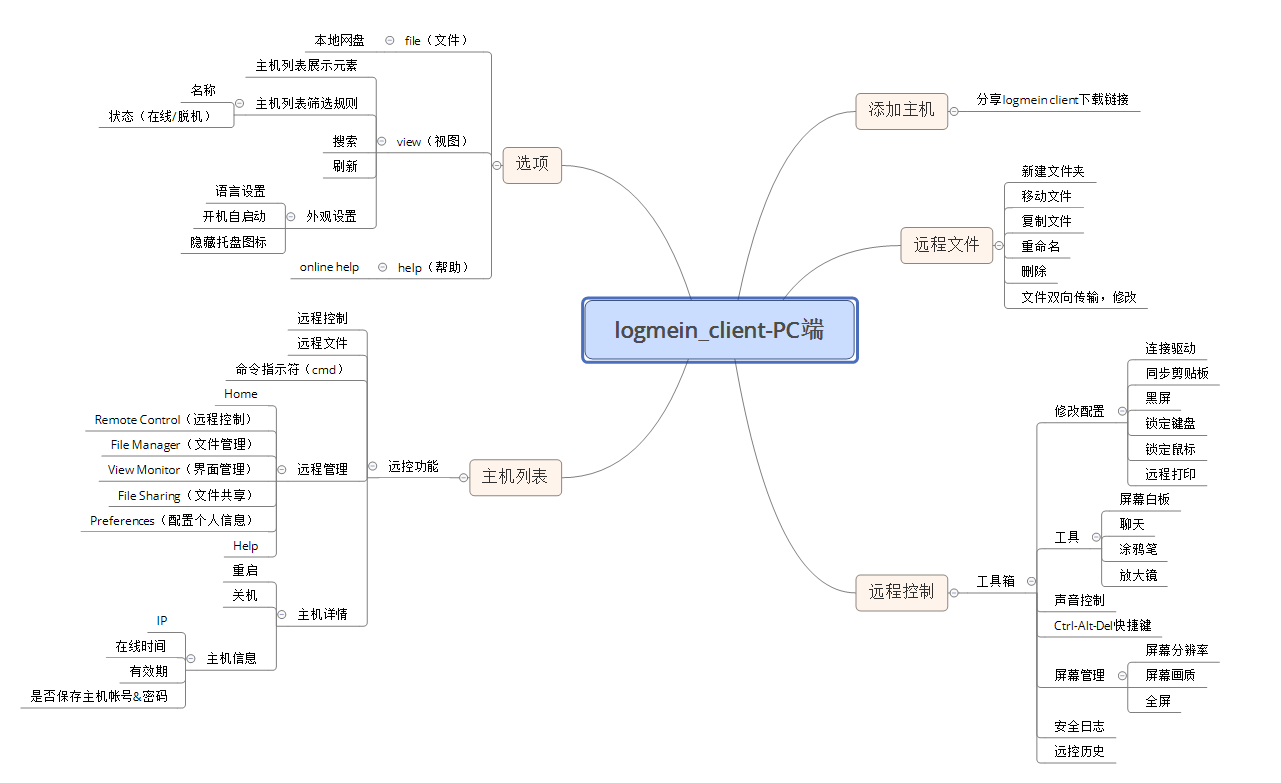 logmein_client-PC端
添加主机
分享logmein client下载链接
远程文件
新建文件夹
移动文件
复制文件
重命名
删除
文件双向传输，修改
远程控制
工具箱
修改配置
连接驱动
同步剪贴板
黑屏
锁定键盘
锁定鼠标
远程打印
工具
屏幕白板
聊天
涂鸦笔
放大镜
声音控制
Ctrl-Alt-Del快捷键
屏幕管理
屏幕分辨率
屏幕画质
全屏
安全日志
远控历史
选项
file（文件）
本地网盘
view（视图）
主机列表展示元素
主机列表筛选规则
名称
状态（在线/脱机）
搜索
刷新
外观设置
语言设置
开机自启动
隐藏托盘图标
help（帮助）
online help
主机列表
远控功能
远程控制
远程文件
命令指示符（cmd）
远程管理
Home
Remote Control（远程控制）
File Manager（文件管理）
View Monitor（界面管理）
File Sharing（文件共享）
Preferences（配置个人信息）
Help
主机详情
重启
关机
主机信息
IP
在线时间
有效期
是否保存主机帐号&密码